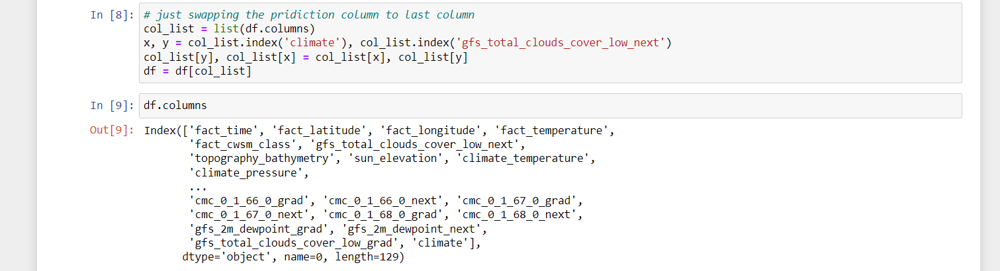 In [8]: # just swapping the pridiction column to last column
col_list = list(df.columns)
x, y = col_list.index('climate'), col_list.index('gfs_total_clouds_cover_low_next')
col_list[y], col_list[x] = col_list[x], col_list[y]
df = df[col_list]
In [9]: df.columns
Out[9]: Index(['fact_time', 'fact_latitude', 'fact_longitude', 'fact_temperature',
'fact_cwsm_class', 'gfs_total_clouds_cover_low_next',
'topography_bathymetry', 'sun_elevation', 'climate_temperature',
'climate_pressure',
...
'cmc_0_1_66_0_grad', 'cmc_0_1_66_0_next', 'cmc_0_1_67_0_grad',
'cmc_0_1_67_0_next', 'cmc_0_1_68_0_grad', 'cmc_0_1_68_0_next',
'gfs_2m_dewpoint_grad', 'gfs_2m_dewpoint_next',
'gfs_total_clouds_cover_low_grad', 'climate'],
dtype='object', name=0, length=129)